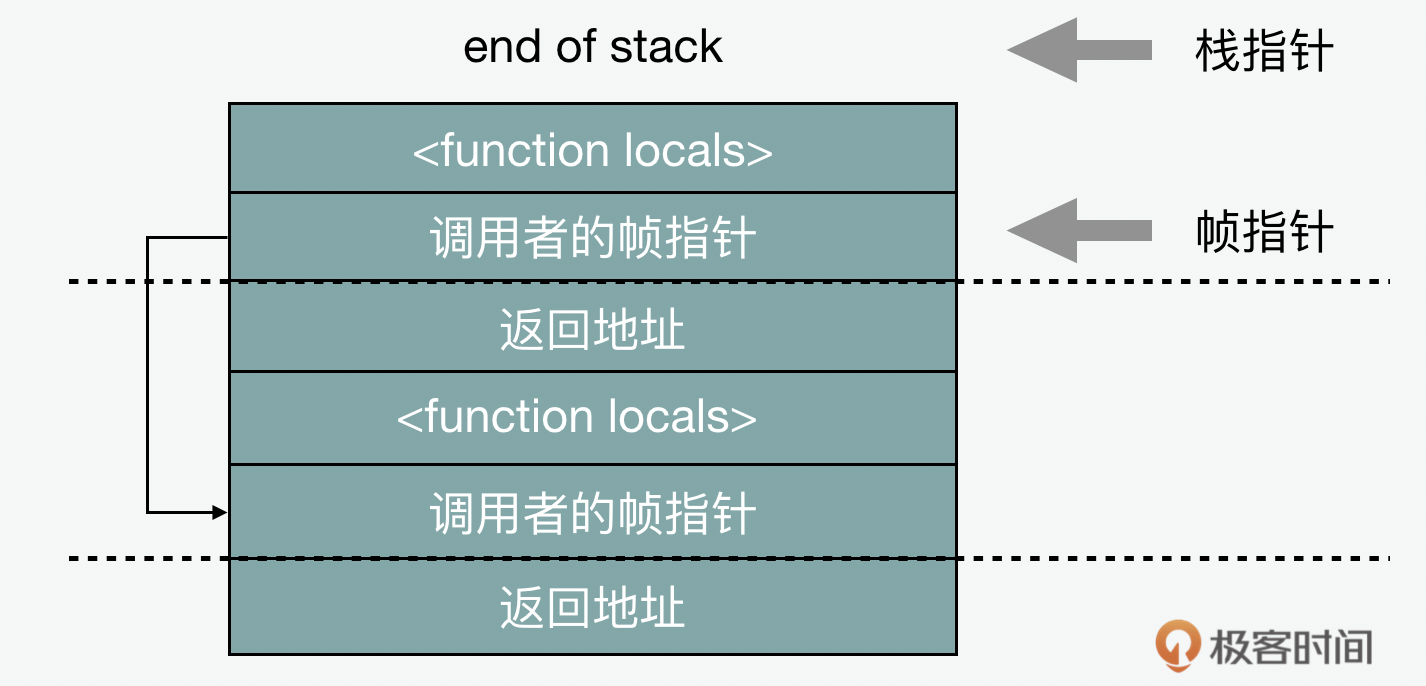 end of stack
栈指针
<function locals>
调用者的帧指针
帧指针
返回地址
<function locals>
调用者的帧指针
返回地址
极客时间